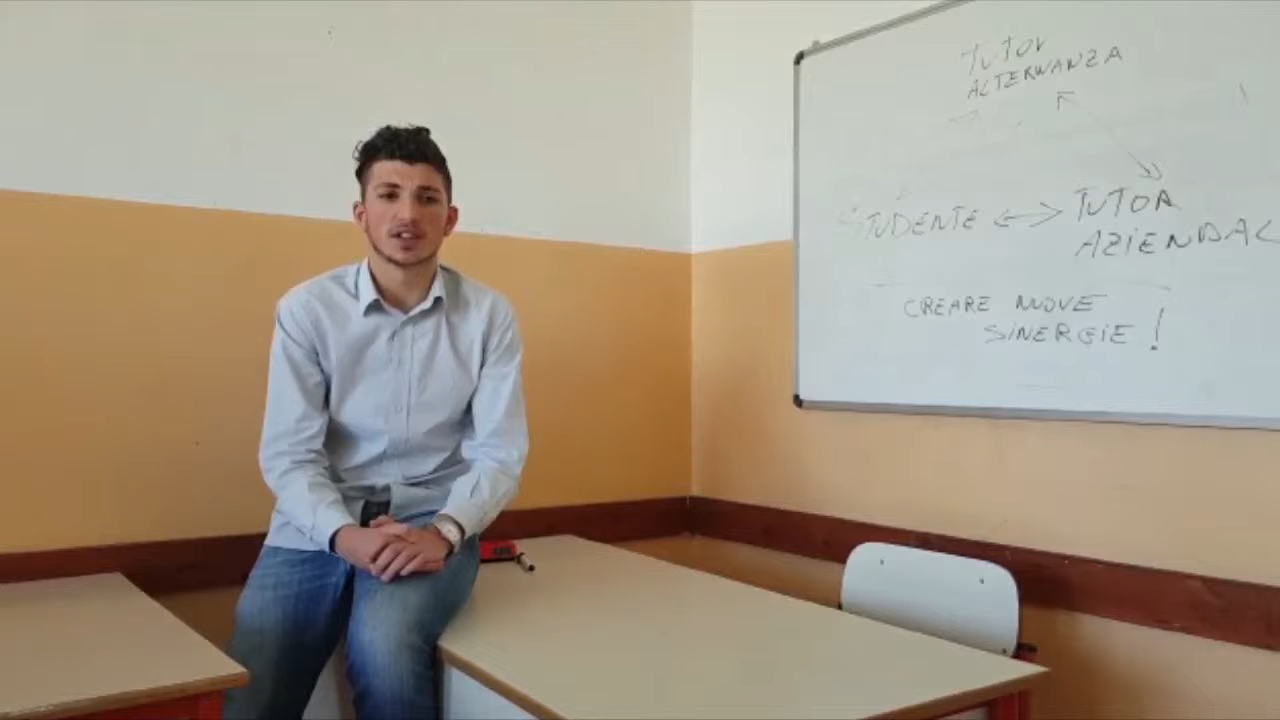 TUTOR
ALTERNANZA
STUDENTE TUTOR
AZIENDAL
CREARE NUOVE
SINERGIE!